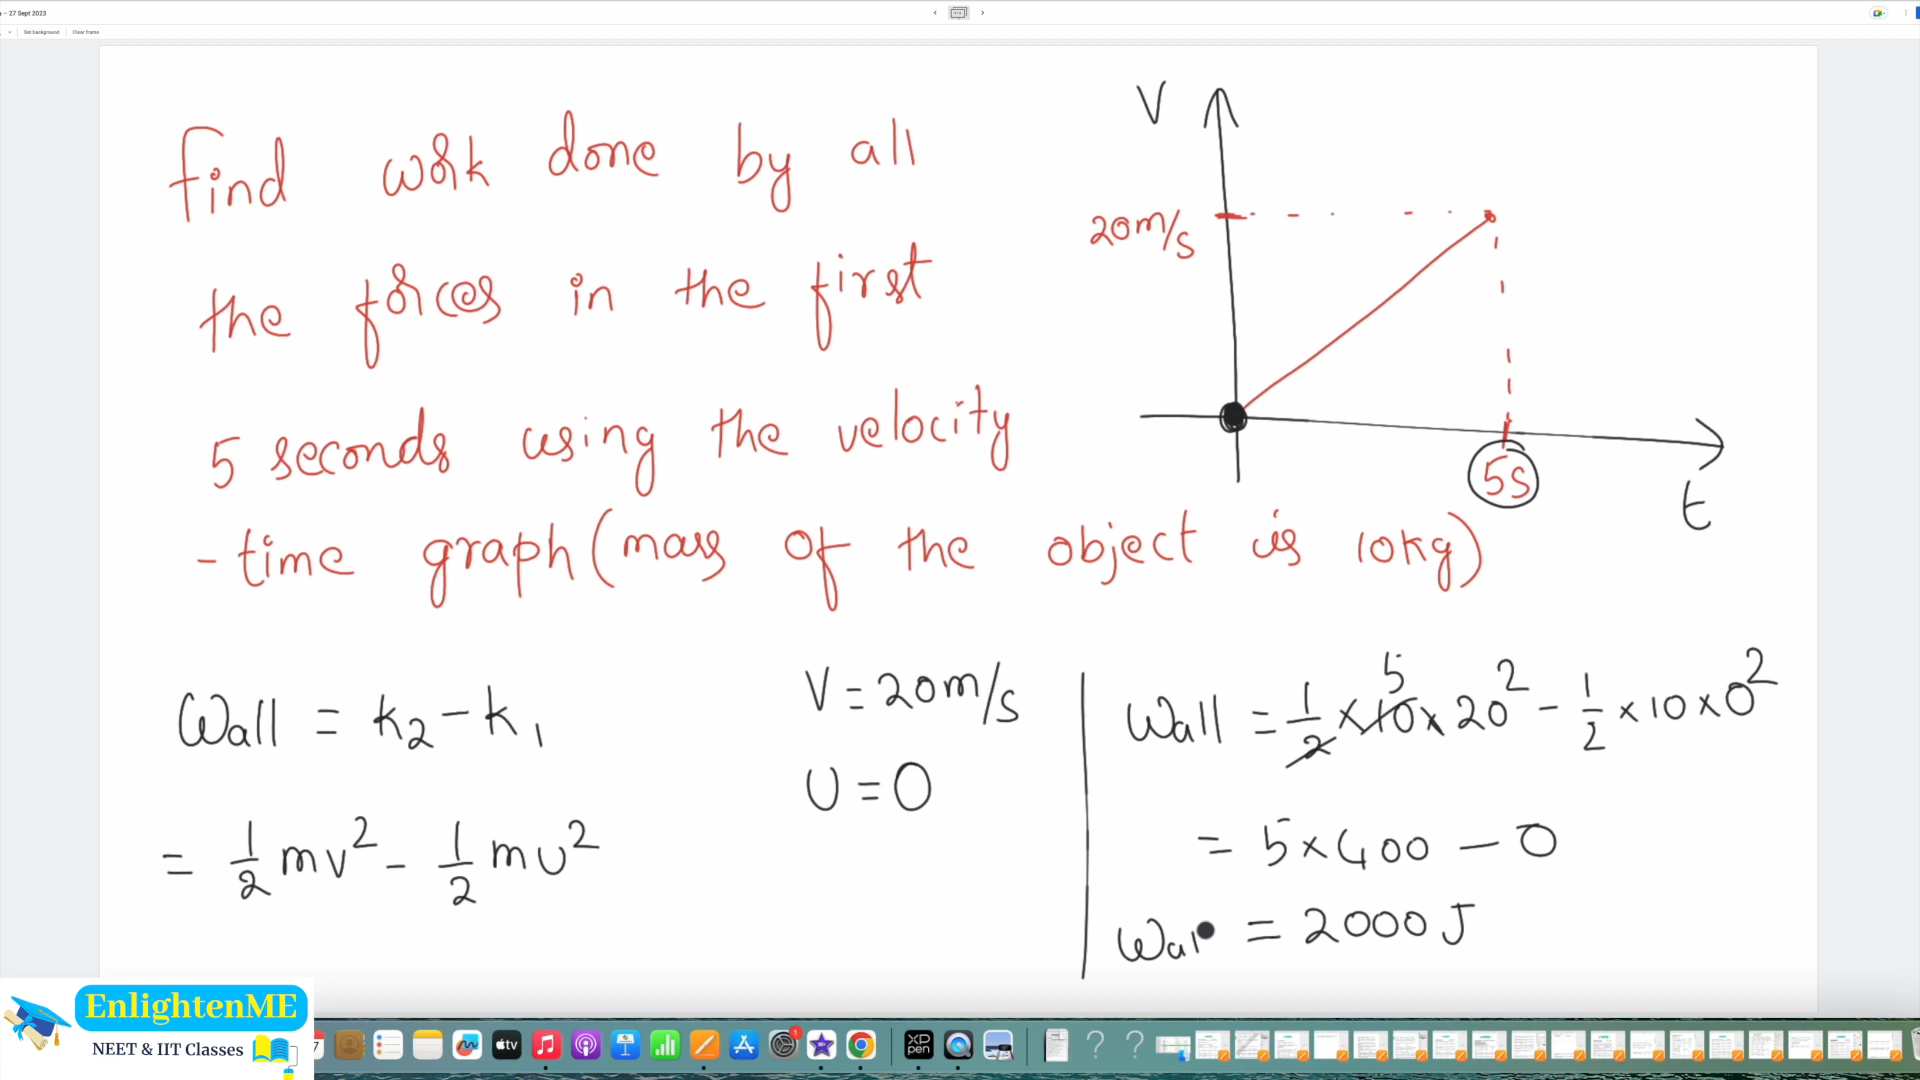 – 27 Sept 2023
Set background
Clear frame
Find work done by all
the forces in the first
5 seconds using the velocity
- time graph (mass of the object is 10kg)
V
20m/s
5s
t
Wall = k₂ - k₁
= 1/2 mv² - 1/2 mu²
V = 20m/s
U = 0
Wall = 1/2 × 10 × 20² - 1/2 × 10 × 0²
5
= 5×400 - 0
Wal = 2000 J
EnlightenME
NEET & IIT Classes
tv
XP
pen